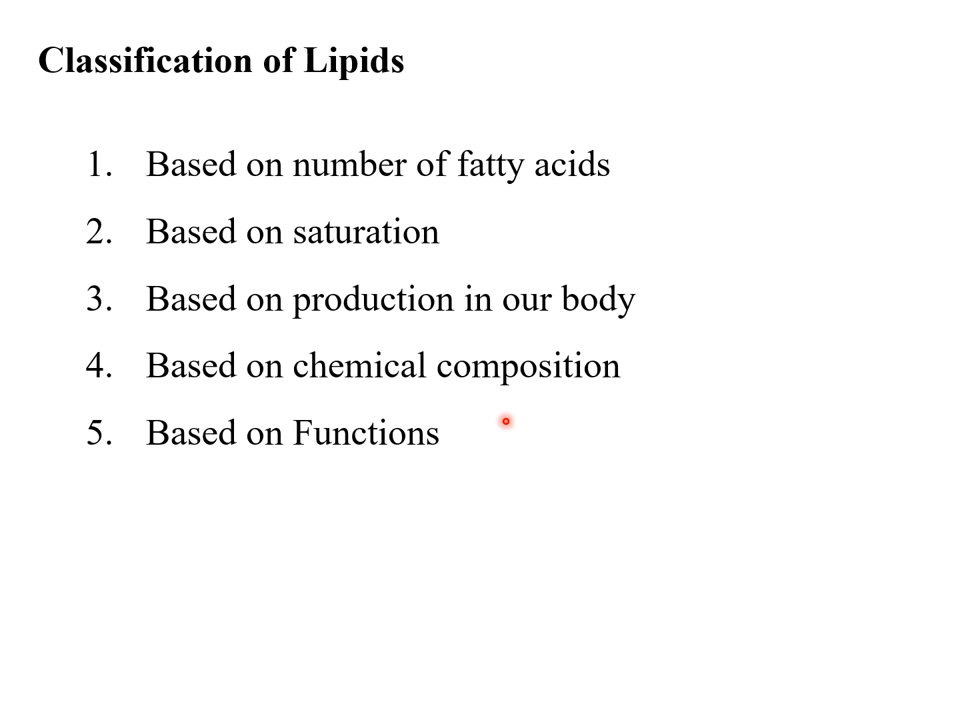 Classification of Lipids
1. Based on number of fatty acids
2. Based on saturation
3. Based on production in our body
4. Based on chemical composition
5. Based on Functions